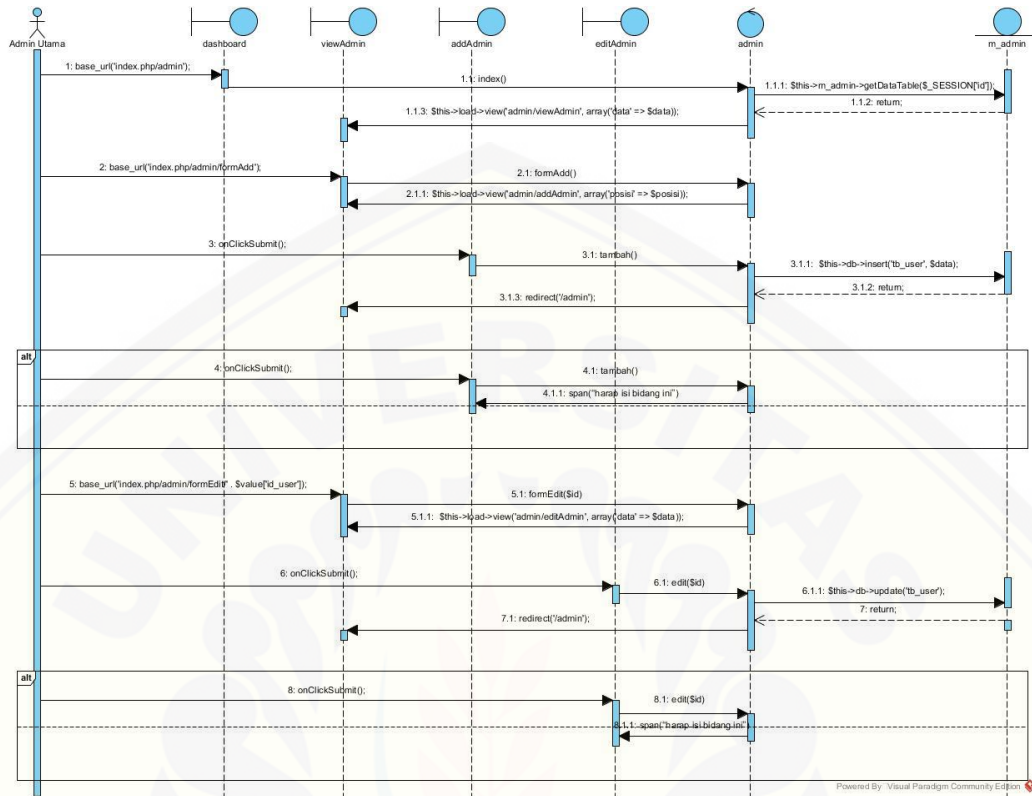 Admin Utama
dashboard
viewAdmin
addAdmin
editAdmin
admin
m_admin
1: base_url('index.php/admin');
1.1: index()
1.1.1: $this->m_admin->getDataTable($_SESSION['id']);
1.1.2: return;
1.1.3: $this->load->view('admin/viewAdmin', array('data' => $data));
2: base_url('index.php/admin/formAdd');
2.1: formAdd()
2.1.1: $this->load->view('admin/addAdmin', array('posisi' => $posisi));
3: onClickSubmit();
3.1: tambah()
3.1.1: $this->db->insert('tb_user', $data);
3.1.2: return;
3.1.3: redirect('/admin');
alt
4: onClickSubmit();
4.1: tambah()
4.1.1: span("harap isi bidang ini")
5: base_url('index.php/admin/formEdit/' . $value['id_user']);
5.1: formEdit($id)
5.1.1: $this->load->view('admin/editAdmin', array('data' => $data));
6: onClickSubmit();
6.1: edit($id)
6.1.1: $this->db->update('tb_user');
7: return;
7.1: redirect('/admin');
alt
8: onClickSubmit();
8.1: edit($id)
8.1.1: span("harap isi bidang ini")
UNIVERSITAS
Powered By Visual Paradigm Community Edition